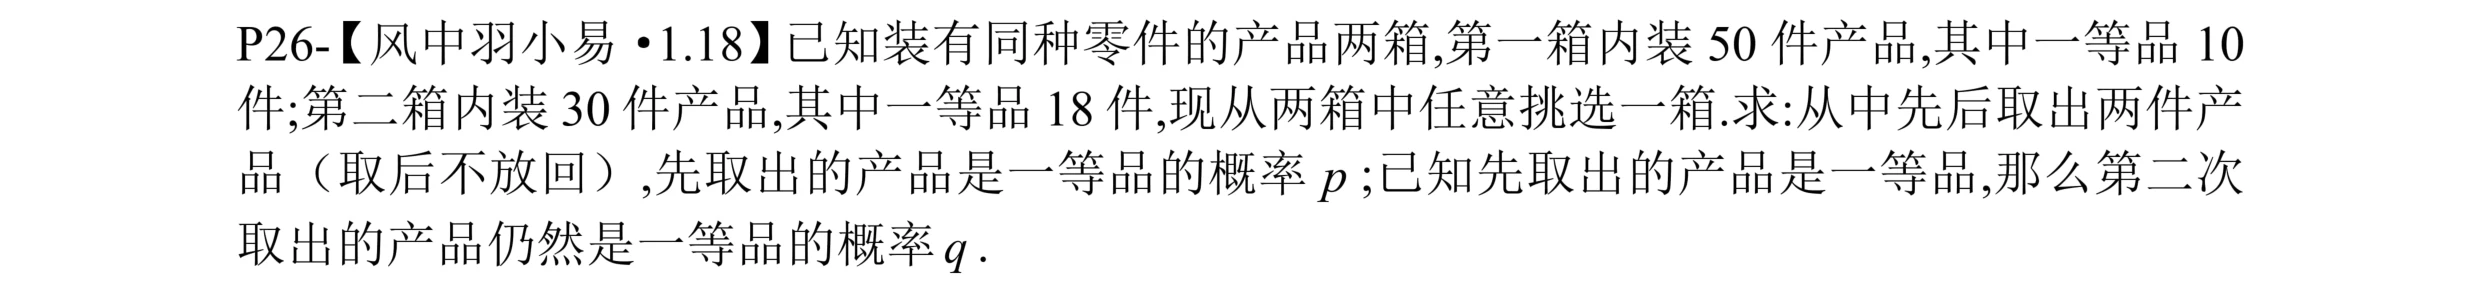 P26-【风中羽小易·1.18】已知装有同种零件的产品两箱,第一箱内装 50 件产品,其中一等品 10
件;第二箱内装 30 件产品,其中一等品 18 件,现从两箱中任意挑选一箱.求:从中先后取出两件产
品（取后不放回）,先取出的产品是一等品的概率 p ;已知先取出的产品是一等品,那么第二次
取出的产品仍然是一等品的概率 q .